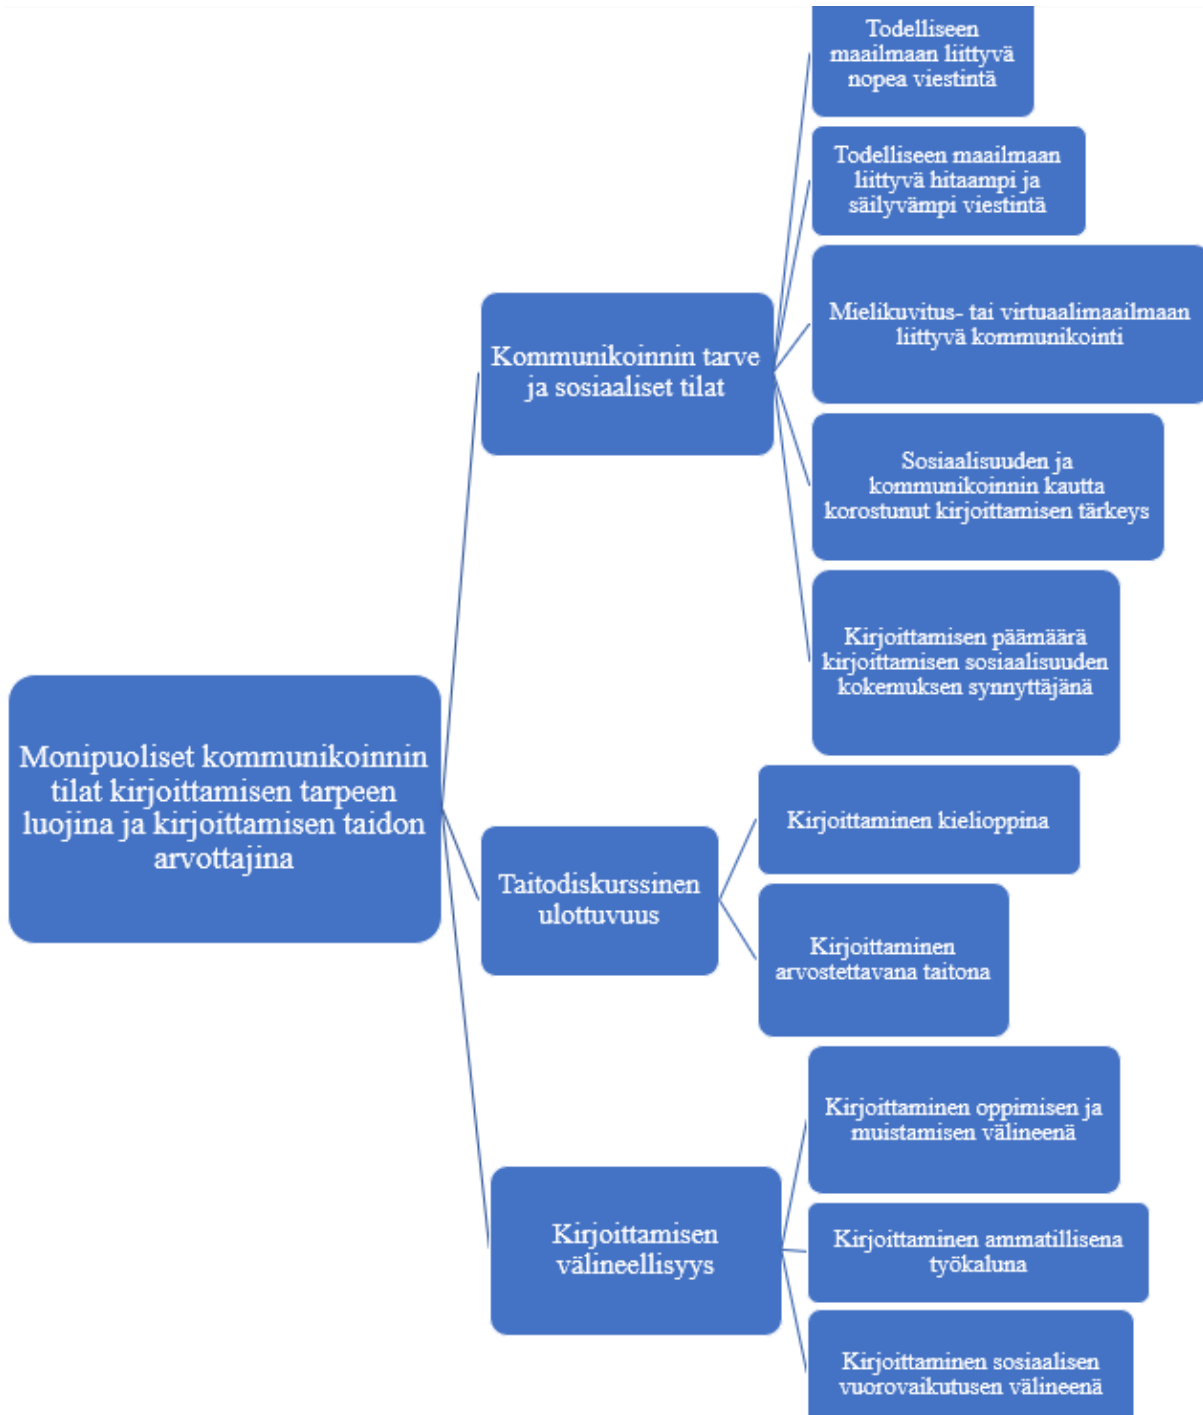 Todelliseen
maailmaan liittyvä
nopea viestintä
Todelliseen maailmaan
liittyvä hitaampi ja
säilyvämpi viestintä
Mielikuvitus- tai virtuaalimaailmaan
liittyvä kommunikointi
Kommunikoinnin tarve
ja sosiaaliset tilat
Sosiaalisuuden ja
kommunikoinnin kautta
korostunut kirjoittamisen tärkeys
Kirjoittamisen päämäärä
kirjoittamisen sosiaalisuuden
kokemuksen synnyttäjänä
Monipuoliset kommunikoinnin
tilat kirjoittamisen tarpeen
luojina ja kirjoittamisen taidon
arvottajina
Taitodiskurssinen
ulottuvuus
Kirjoittaminen kielioppina
Kirjoittaminen
arvostettavana taitona
Kirjoittamisen
välineellisyys
Kirjoittaminen oppimisen ja
muistamisen välineenä
Kirjoittaminen ammatillisena
työkaluna
Kirjoittaminen sosiaalisen
vuorovaikutusen välineenä